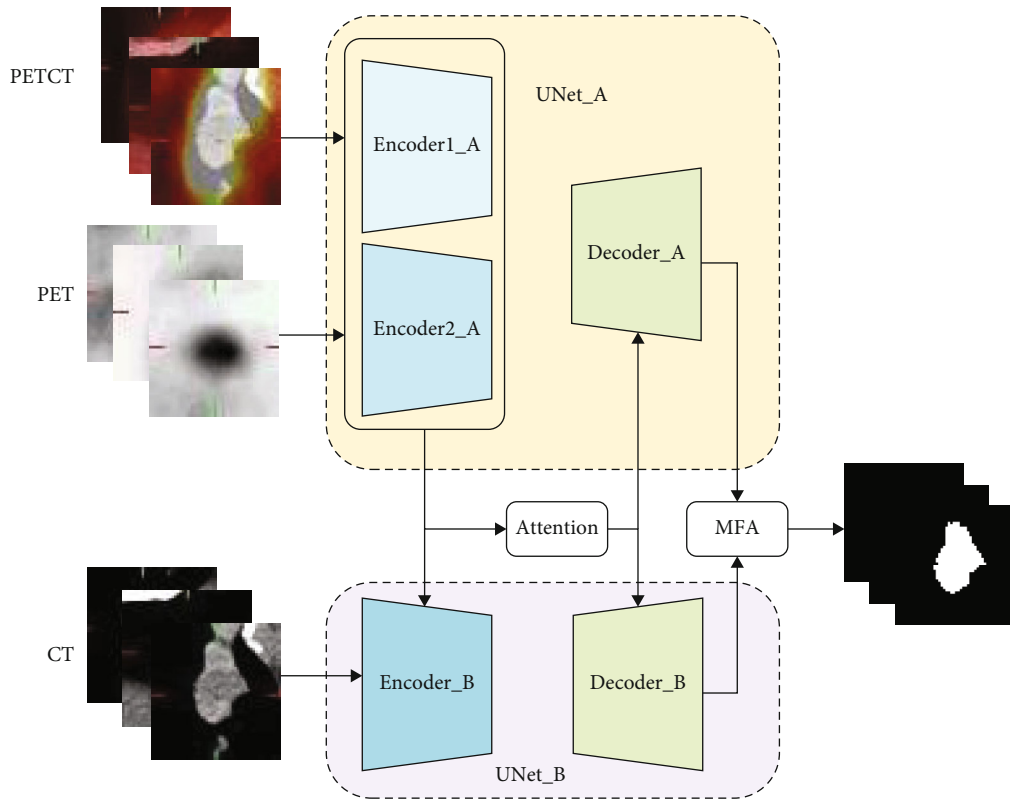 PETCT
UNet_A
Encoder1_A
Decoder_A
PET
Encoder2_A
Attention
MFA
CT
Encoder_B
Decoder_B
UNet_B